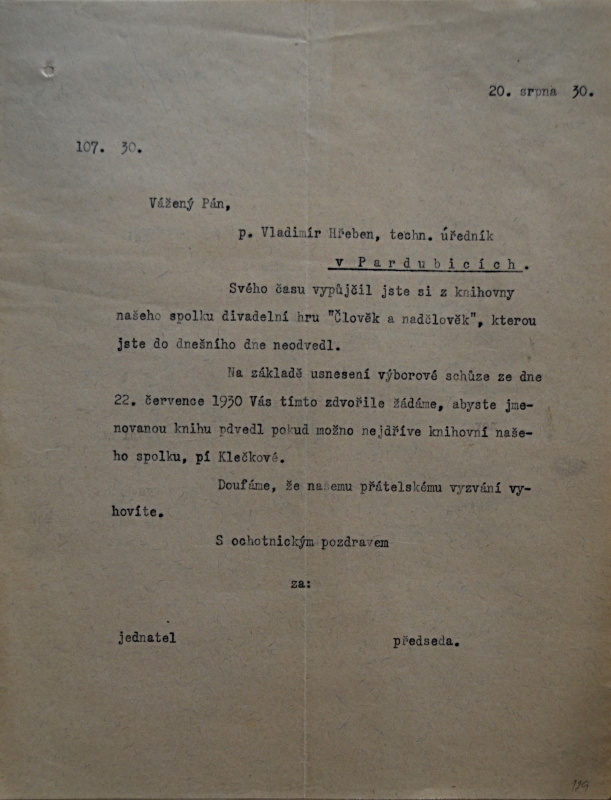 20. srpna 30.
107. 30.
Vážený Pán,
p. Vladimír Hřeben, techn. úředník
v Pardubicích.
Svého času vypůjčil jste si z knihovny
našeho spolku divadelní hru "Člověk a nadčlověk", kterou
jste do dnešního dne neodvedl.
Na základě usnesení výborové schůze ze dne
22. července 1930 Vás tímto zdvořile žádáme, abyste jme-
novanou knihu pdvedl pokud možno nejdříve knihovní naše-
ho spolku, pí Klečkové.
Doufáme, že našemu přátelskému vyzvání vy-
hovíte.
S ochotnickým pozdravem
za:
jednatel
předseda.